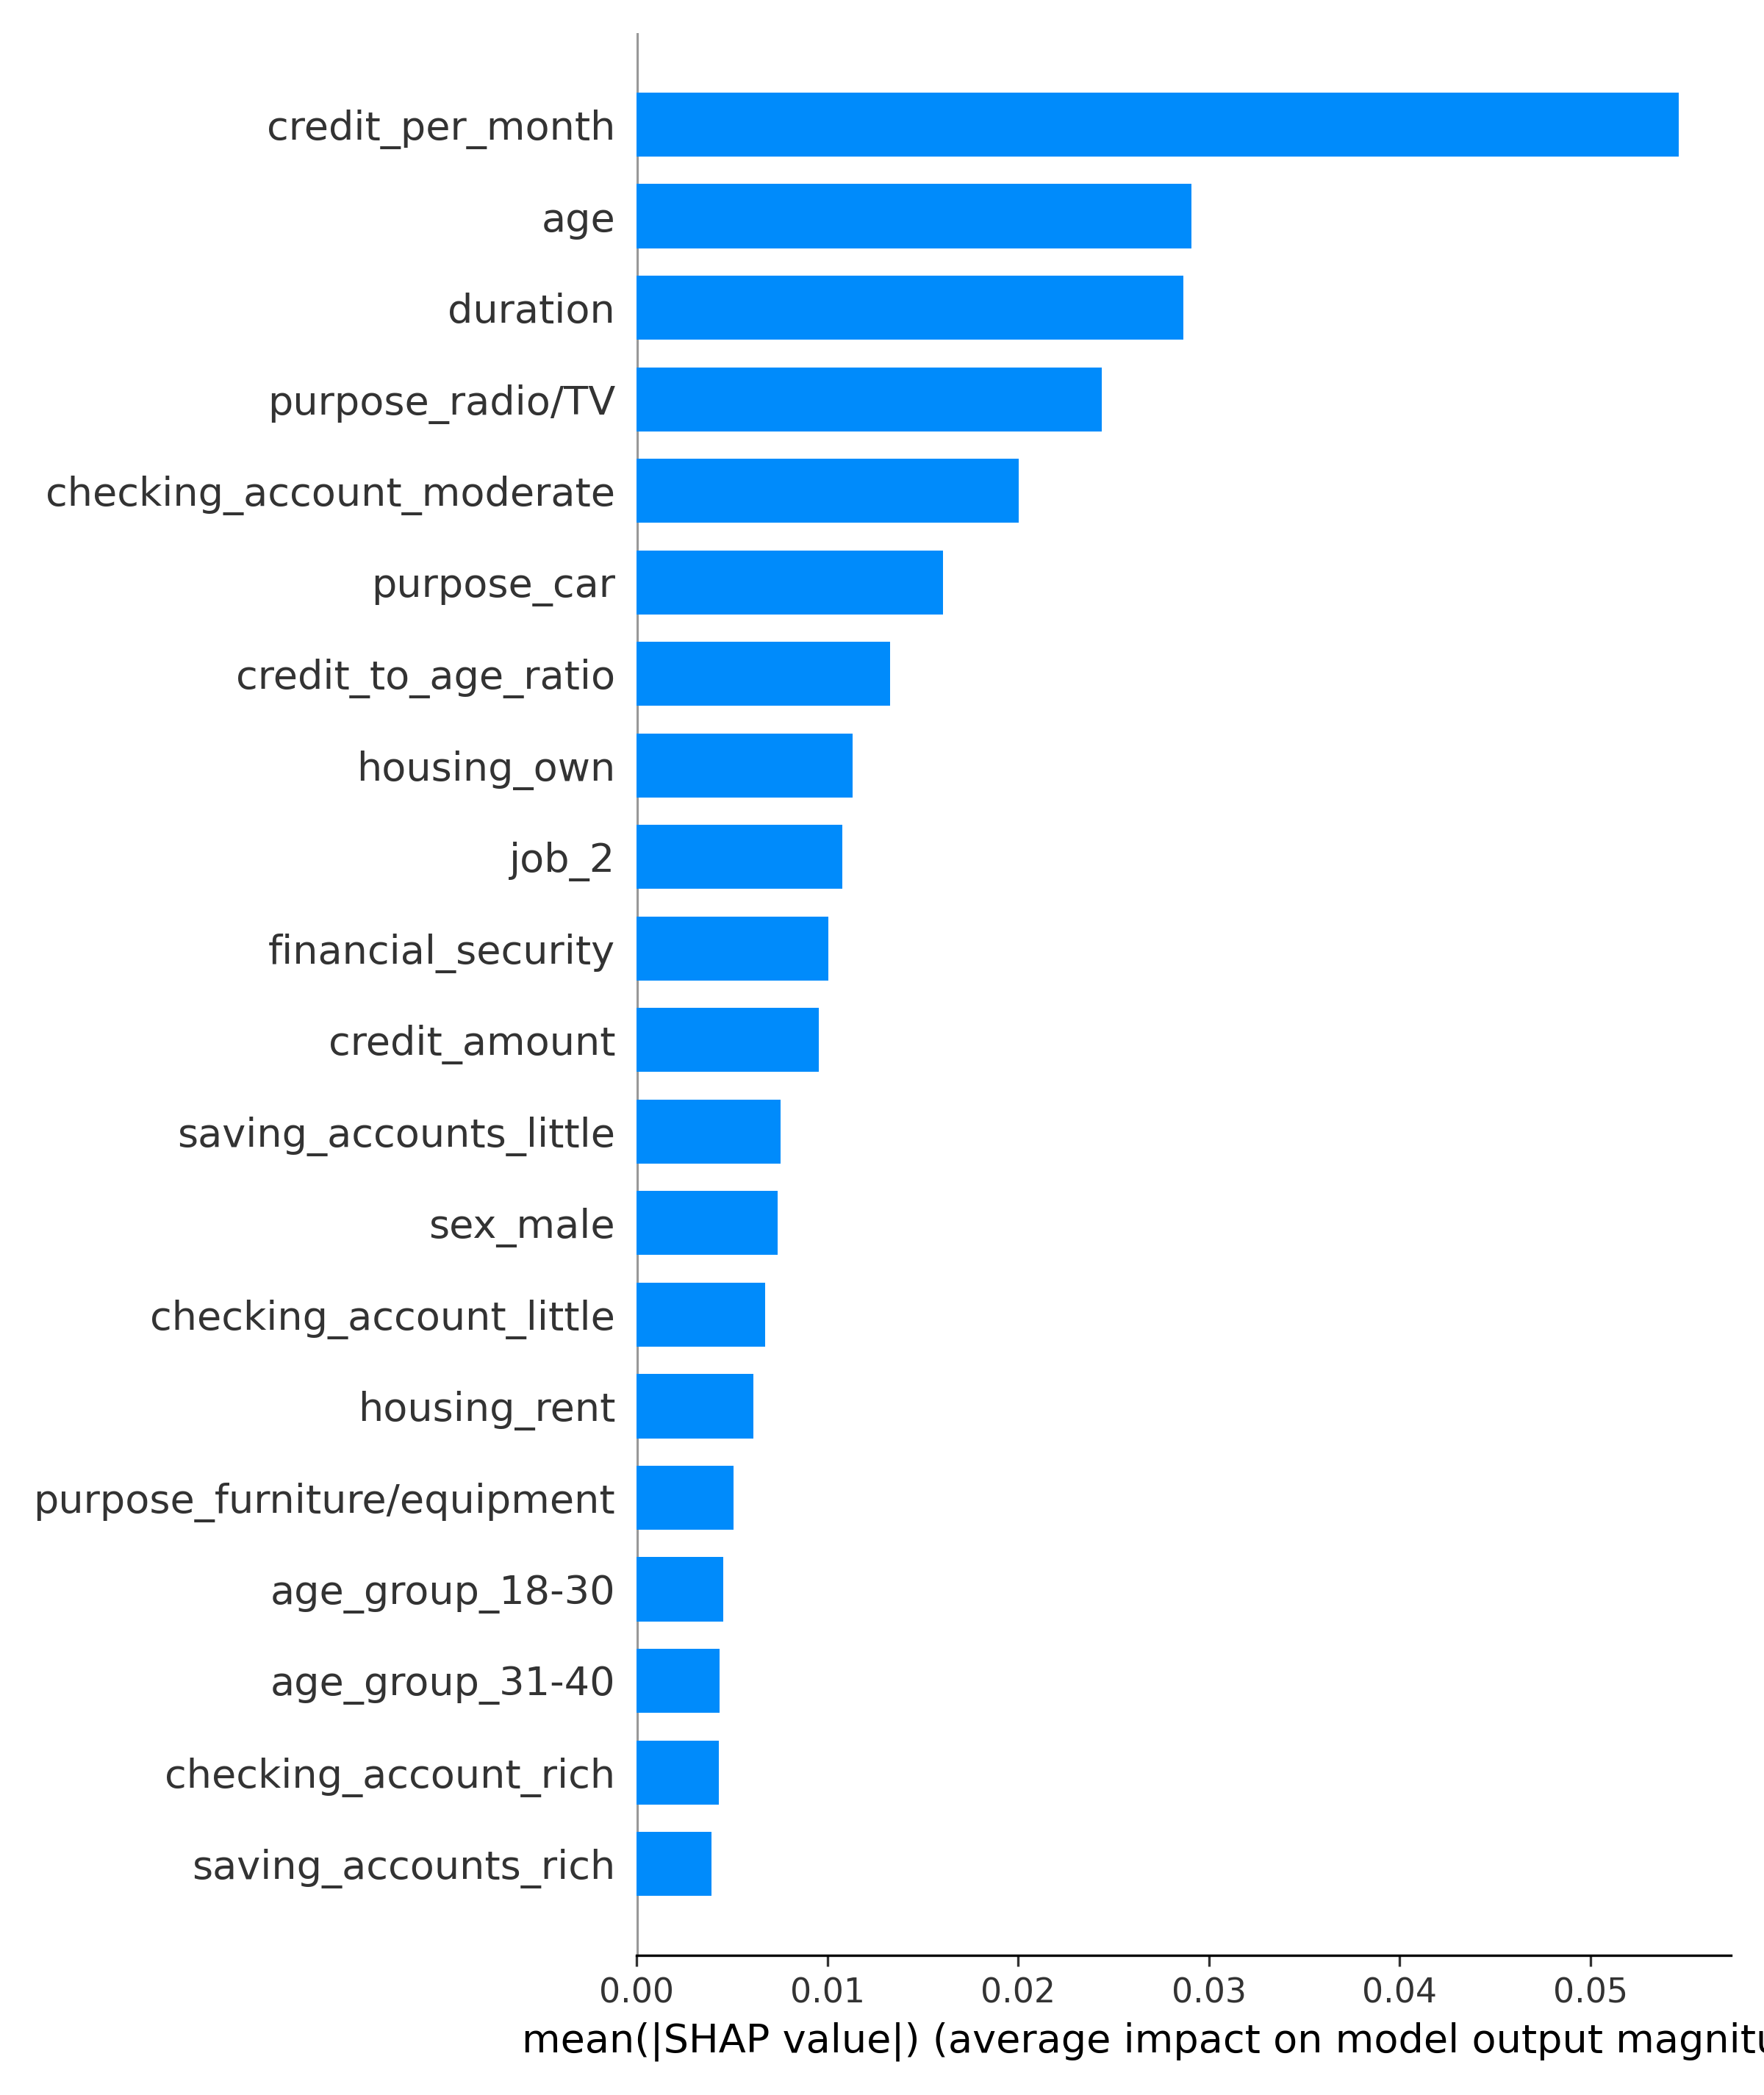 credit_per_month
age
duration
purpose_radio/TV
checking_account_moderate
purpose_car
credit_to_age_ratio
housing_own
job_2
financial_security
credit_amount
saving_accounts_little
sex_male
checking_account_little
housing_rent
purpose_furniture/equipment
age_group_18-30
age_group_31-40
checking_account_rich
saving_accounts_rich
0.00 0.01 0.02 0.03 0.04 0.05
mean(|SHAP value|) (average impact on model output magnitu